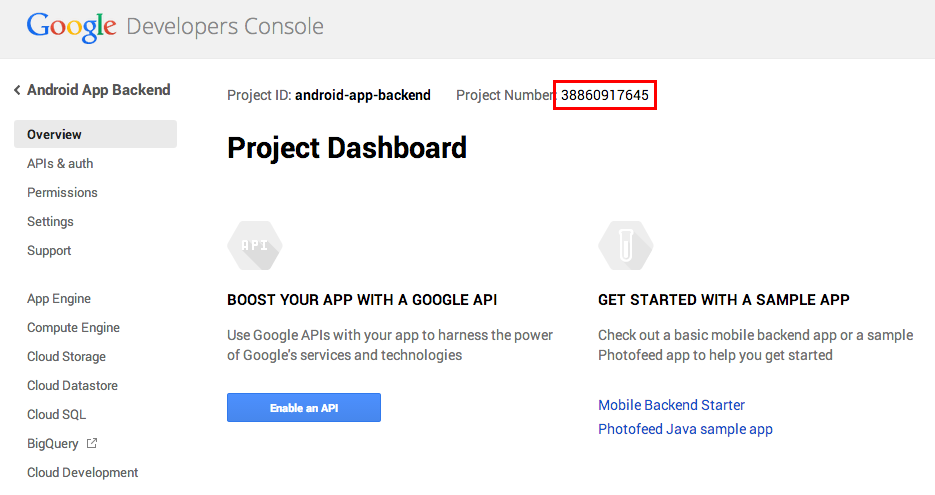 Google Developers Console
Android App Backend
Project ID: android-app-backend Project Number: 38860917645
Overview
APIs & auth
Permissions
Settings
Support
App Engine
Compute Engine
Cloud Storage
Cloud Datastore
Cloud SQL
BigQuery
Cloud Development
Project Dashboard
API
BOOST YOUR APP WITH A GOOGLE API
Use Google APIs with your app to harness the power
of Google's services and technologies
Enable an API
GET STARTED WITH A SAMPLE APP
Check out a basic mobile backend app or a sample
Photofeed app to help you get started
Mobile Backend Starter
Photofeed Java sample app